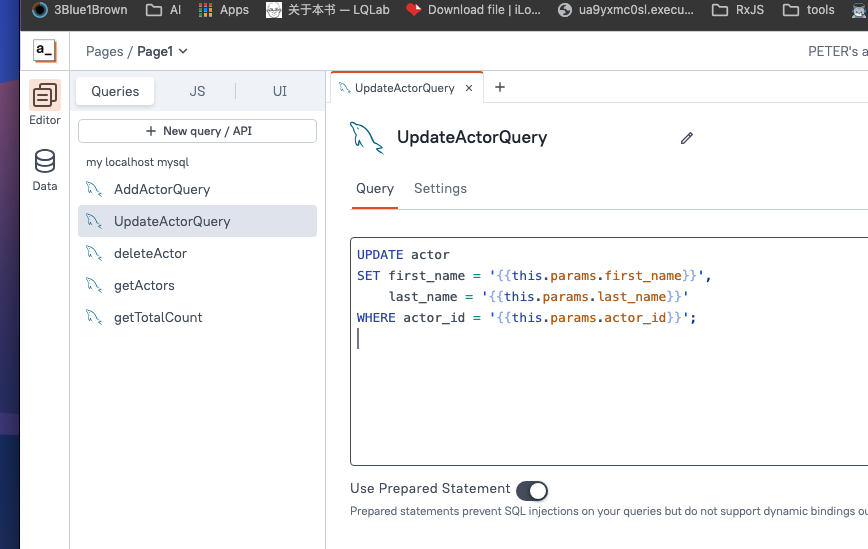 3Blue1Brown AI Apps 关于本书 — LQLab Download file | iLo... ua9yxmc0sl.execu... RxJS tools
a_ Pages / Page1 PETER's a
Editor
Data
Queries JS UI
+ New query / API
my localhost mysql
AddActorQuery
UpdateActorQuery
deleteActor
getActors
getTotalCount
UpdateActorQuery × +
UpdateActorQuery
Query Settings
UPDATE actor
SET first_name = '{{this.params.first_name}}',
    last_name = '{{this.params.last_name}}'
WHERE actor_id = '{{this.params.actor_id}}';
Use Prepared Statement
Prepared statements prevent SQL injections on your queries but do not support dynamic bindings ou